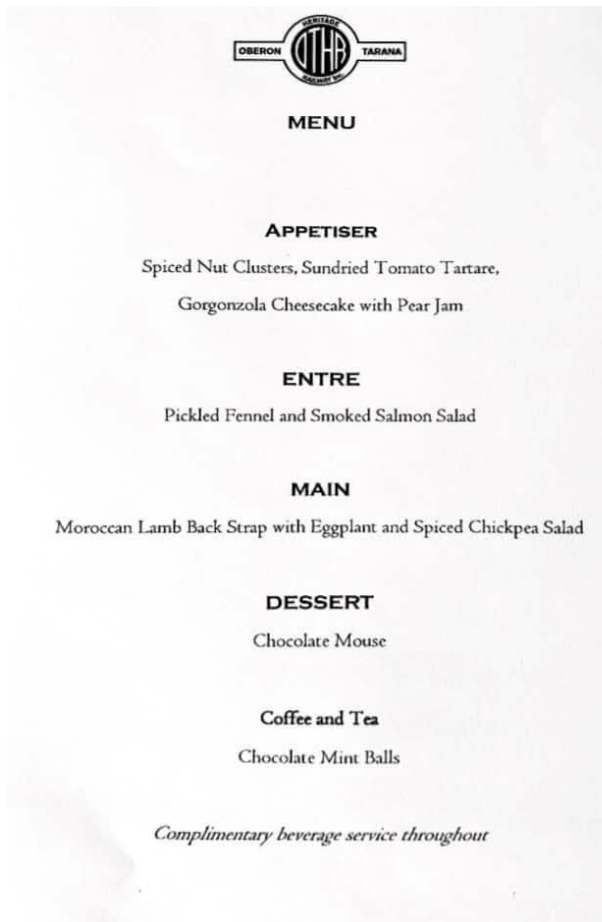 HERITAGE
OBERON OTHR TARANA
RAILWAY INC.
MENU
APPETISER
Spiced Nut Clusters, Sundried Tomato Tartare,
Gorgonzola Cheesecake with Pear Jam
ENTRE
Pickled Fennel and Smoked Salmon Salad
MAIN
Moroccan Lamb Back Strap with Eggplant and Spiced Chickpea Salad
DESSERT
Chocolate Mouse
Coffee and Tea
Chocolate Mint Balls
Complimentary beverage service throughout